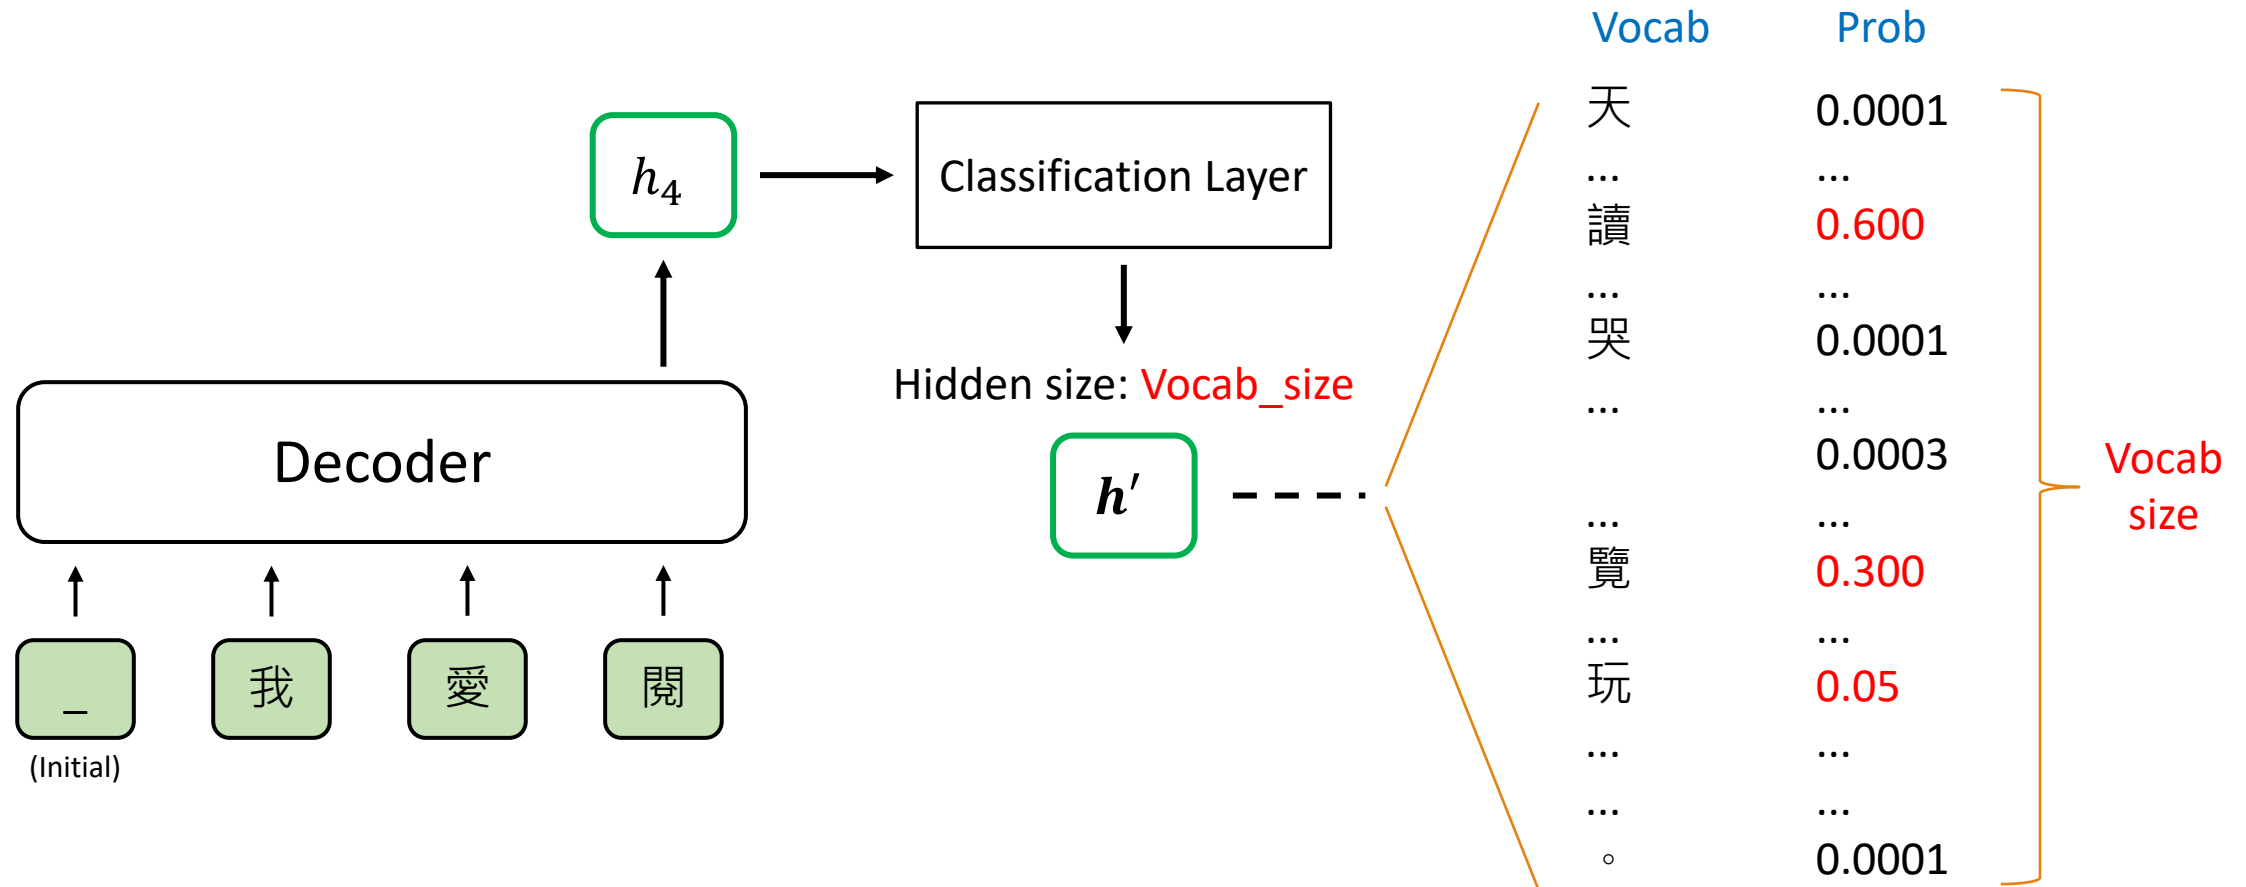 Vocab Prob
天 0.0001
... ...
讀 0.600
... ...
哭 0.0001
... ...
0.0003
... ...
覽 0.300
... ...
玩 0.05
... ...
... ...
。 0.0001
Vocab
size
h₄
Classification Layer
Hidden size: Vocab_size
h′
Decoder
_ 我 愛 閱
(Initial)